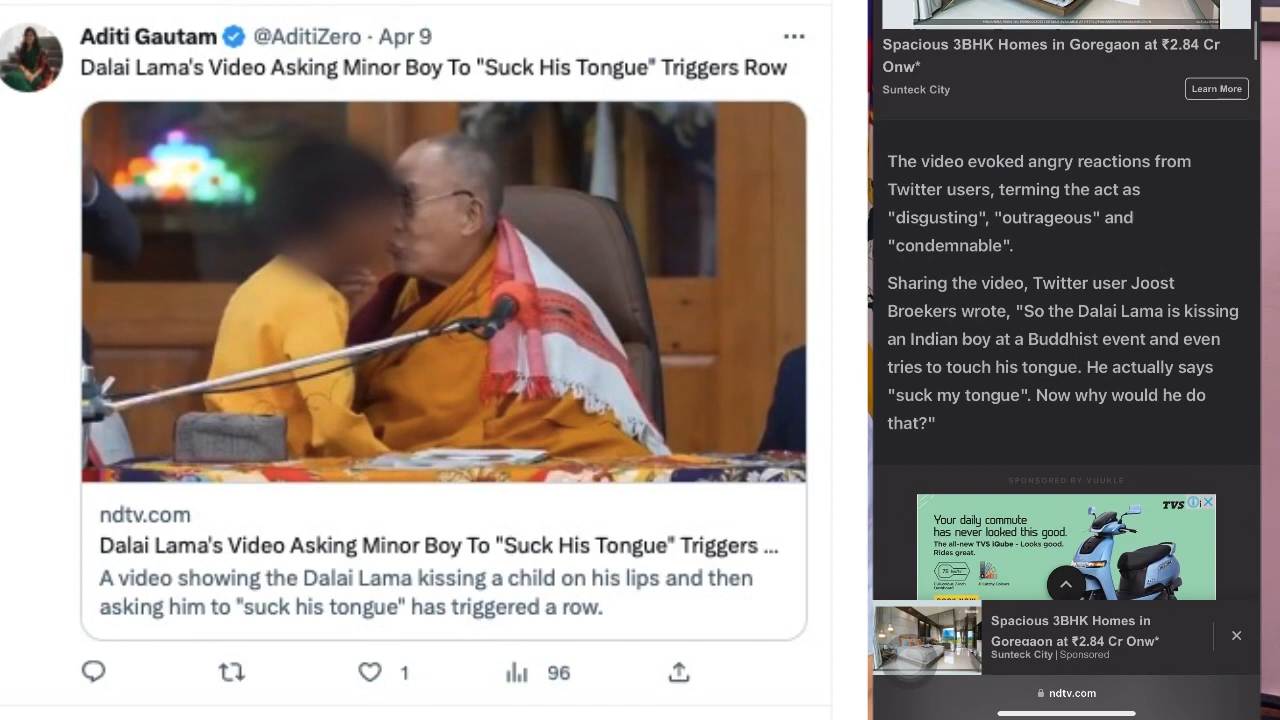 Aditi Gautam @AditiZero · Apr 9
Dalai Lama's Video Asking Minor Boy To "Suck His Tongue" Triggers Row
ndtv.com
Dalai Lama's Video Asking Minor Boy To "Suck His Tongue" Triggers ...
A video showing the Dalai Lama kissing a child on his lips and then
asking him to "suck his tongue" has triggered a row.
1
96
Spacious 3BHK Homes in Goregaon at ₹2.84 Cr
Onw*
Sunteck City
Learn More
The video evoked angry reactions from
Twitter users, terming the act as
"disgusting", "outrageous" and
"condemnable".
Sharing the video, Twitter user Joost
Broekers wrote, "So the Dalai Lama is kissing
an Indian boy at a Buddhist event and even
tries to touch his tongue. He actually says
"suck my tongue". Now why would he do
that?"
SPONSORED BY VUUKLE
TVS
Your daily commute
has never looked this good.
The all-new TVS iQube - Looks good.
Rides great.
BOOK NOW
Spacious 3BHK Homes in
Goregaon at ₹2.84 Cr Onw*
Sunteck City | Sponsored
ndtv.com